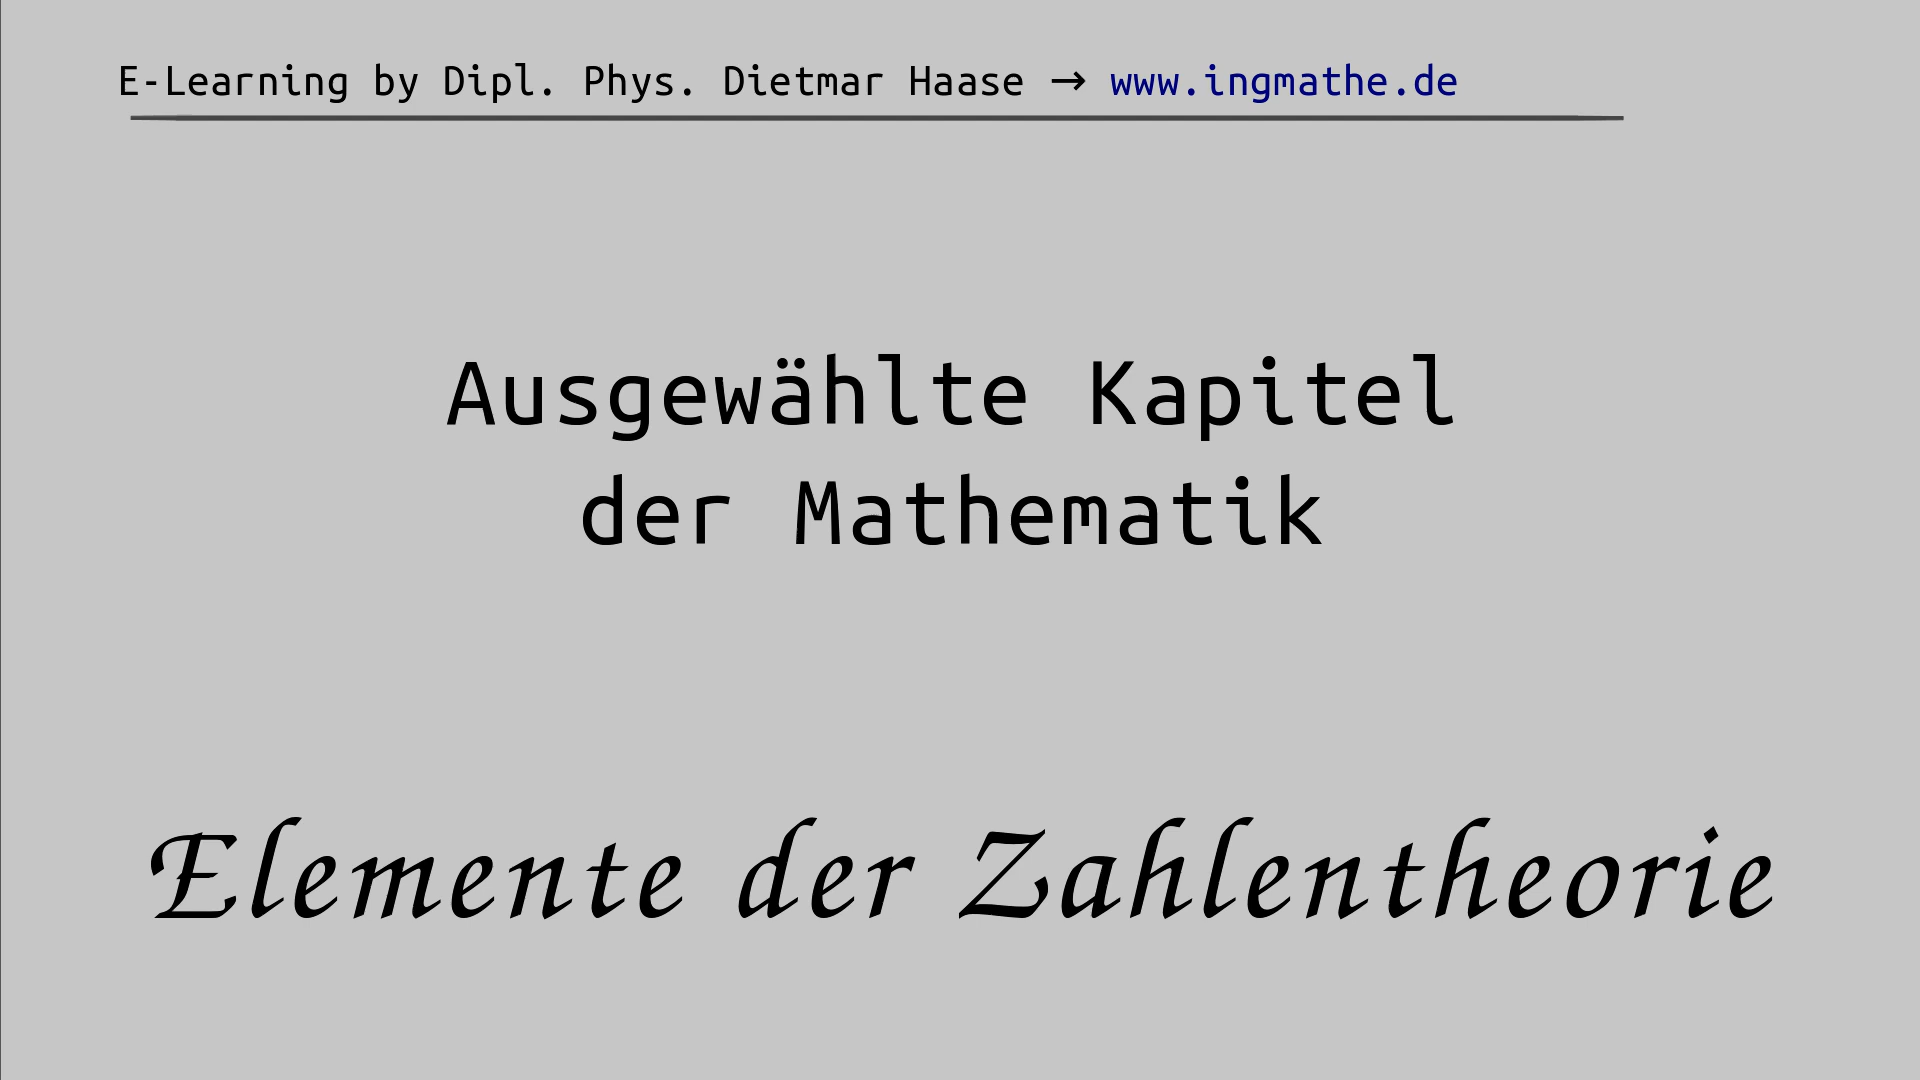 E-Learning by Dipl. Phys. Dietmar Haase → www.ingmathe.de
Ausgewählte Kapitel
der Mathematik
Elemente der Zahlentheorie